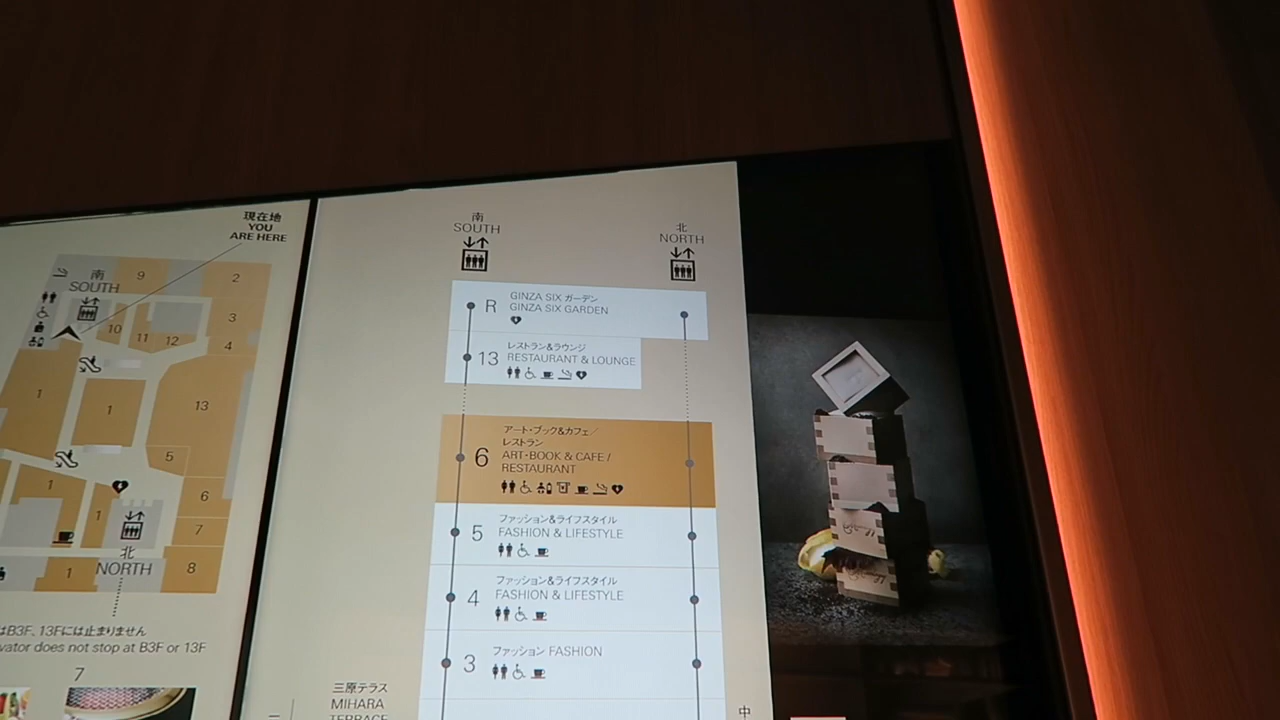 現在地
YOU
ARE HERE
南
SOUTH
9
2
3
10
11
12
4
1
1
13
5
1
1
6
7
北
NORTH
1
8
はB3F、13Fには止まりません
vator does not stop at B3F or 13F
7
南
SOUTH
北
NORTH
R
GINZA SIX ガーデン
GINZA SIX GARDEN
13
レストラン&ラウンジ
RESTAURANT & LOUNGE
6
アート・ブック&カフェ/
レストラン
ART・BOOK & CAFE /
RESTAURANT
5
ファッション&ライフスタイル
FASHION & LIFESTYLE
4
ファッション&ライフスタイル
FASHION & LIFESTYLE
3
ファッション FASHION
三原テラス
MIHARA
TERRACE
中